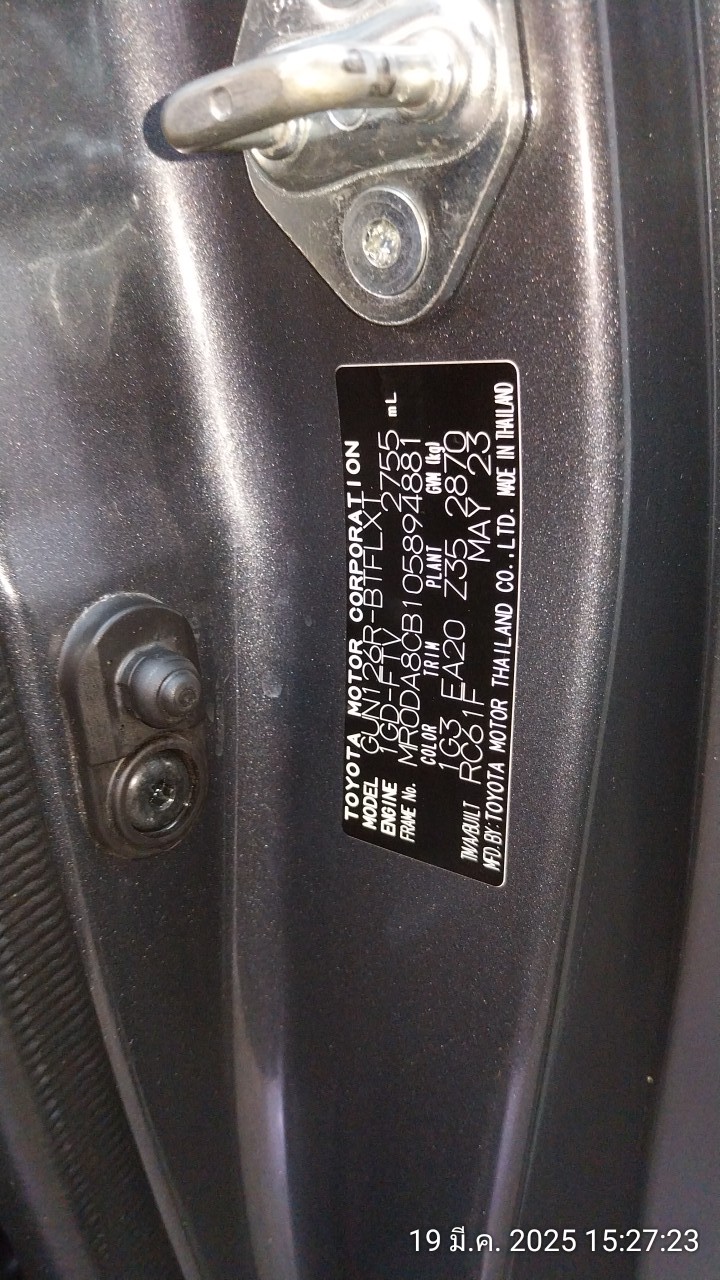 TOYOTA MOTOR CORPORATION
MODEL GUN126R-BTFLXT
ENGINE 1GD-FTV 2755 mL
FRAME No. MR0DA8CB105894881
COLOR TRIM PLANT GVM (kg)
1G3 EA20 Z35 2870
T/A/BUILT RC61F MAY 23
MFD.BY:TOYOTA MOTOR THAILAND CO.,LTD. MADE IN THAILAND
19 มี.ค. 2025 15:27:23